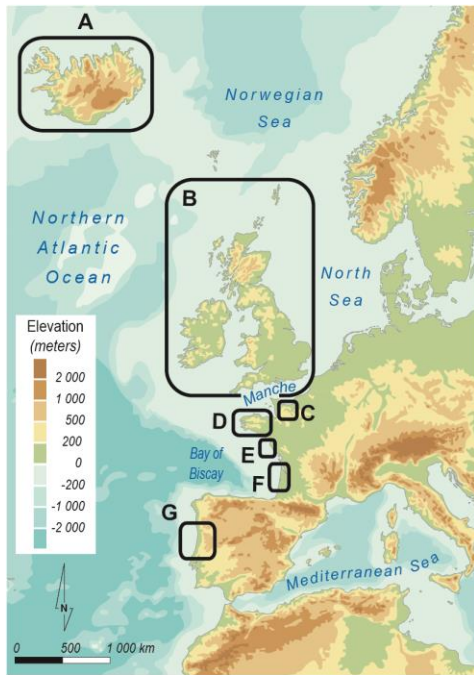 A
Norwegian
Sea
B
Northern
Atlantic
Ocean
North
Sea
Elevation
(meters)
2 000
1 000
500
200
0
-200
-1 000
-2 000
Manche
C
D
E
Bay of
Biscay
F
G
Mediterranean Sea
N
0 500 1 000 km